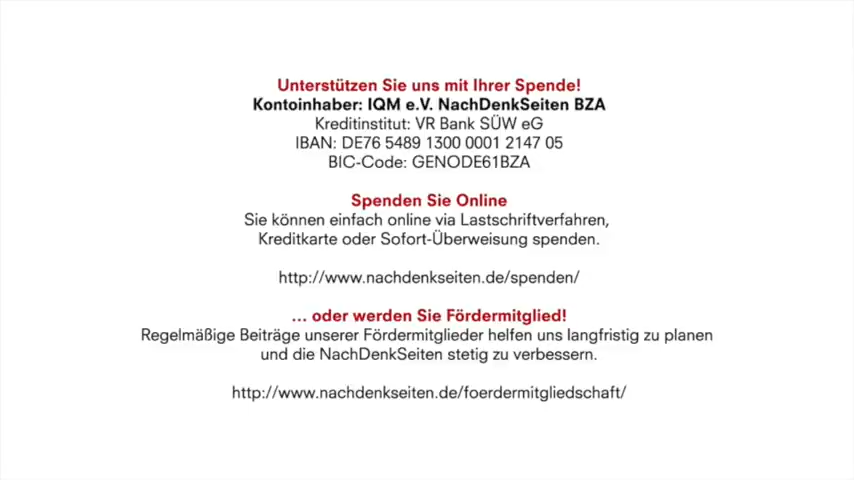 Unterstützen Sie uns mit Ihrer Spende!
Kontoinhaber: IQM e.V. NachDenkSeiten BZA
Kreditinstitut: VR Bank SÜW eG
IBAN: DE76 5489 1300 0001 2147 05
BIC-Code: GENODE61BZA
Spenden Sie Online
Sie können einfach online via Lastschriftverfahren,
Kreditkarte oder Sofort-Überweisung spenden.
http://www.nachdenkseiten.de/spenden/
... oder werden Sie Fördermitglied!
Regelmäßige Beiträge unserer Fördermitglieder helfen uns langfristig zu planen
und die NachDenkSeiten stetig zu verbessern.
http://www.nachdenkseiten.de/foerdermitgliedschaft/